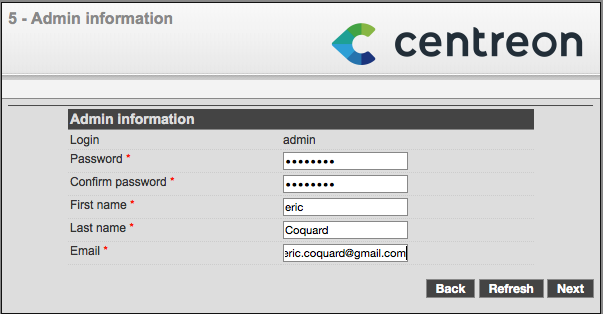 5 - Admin information
centreon
Admin information
Login admin
Password * ••••••••
Confirm password * ••••••••
First name * eric
Last name * Coquard
Email * eric.coquard@gmail.com
Back Refresh Next